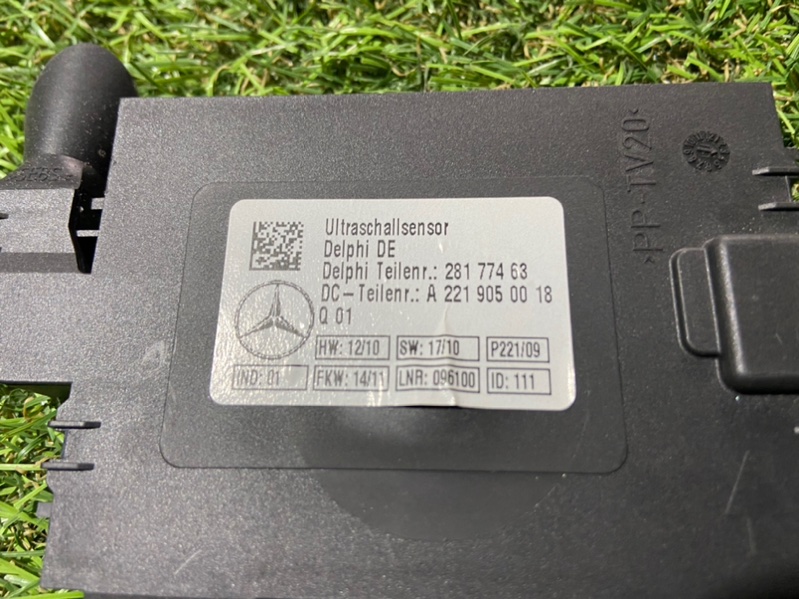 Ultraschallsensor
Delphi DE
Delphi Teilenr.: 281 774 63
DC-Teilenr.: A 221 905 00 18
Q 01
HW: 12/10 SW: 17/10 P221/09
IND: 01 FKW: 14/11 LNR: 096100 ID: 111
>PP-TV20<